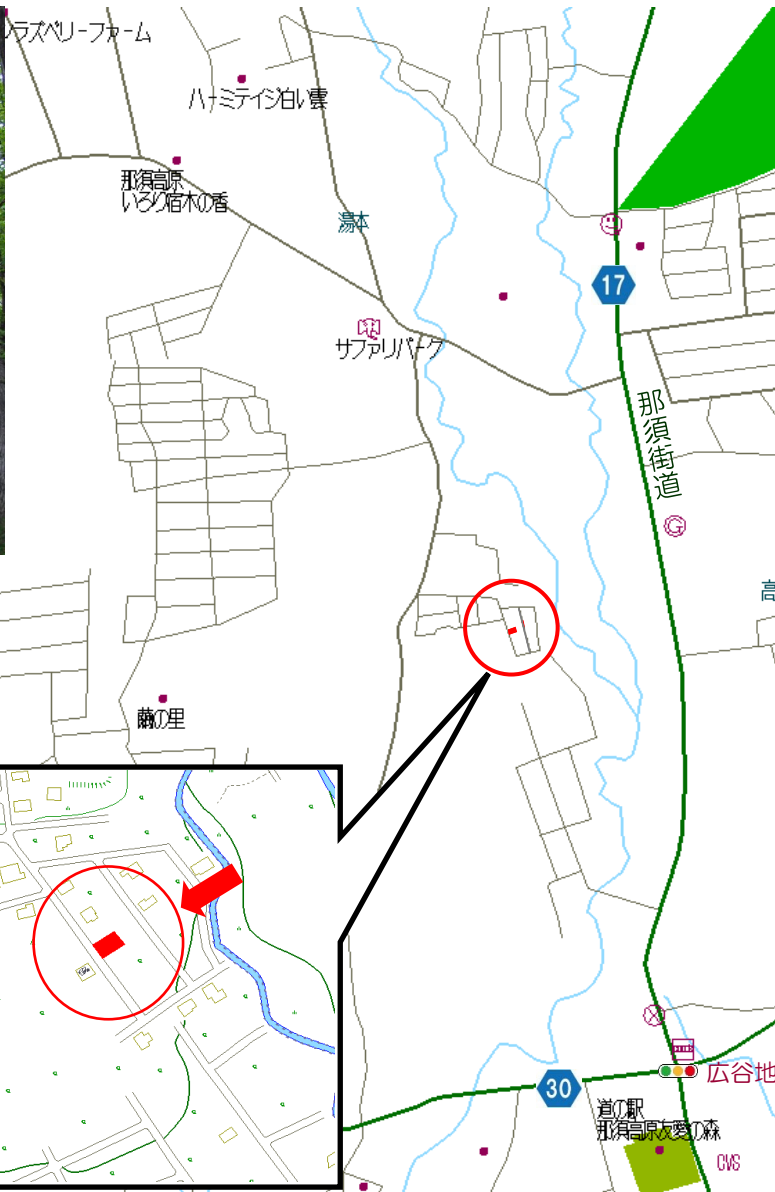 ラズベリーファーム
ハーミテイジ白い雲
那須高原
いろり宿木の香
湯本
17
サファリパーク
那須街道
G
高
繭の里
30
広谷地
道の駅
那須高原友愛の森
CVS